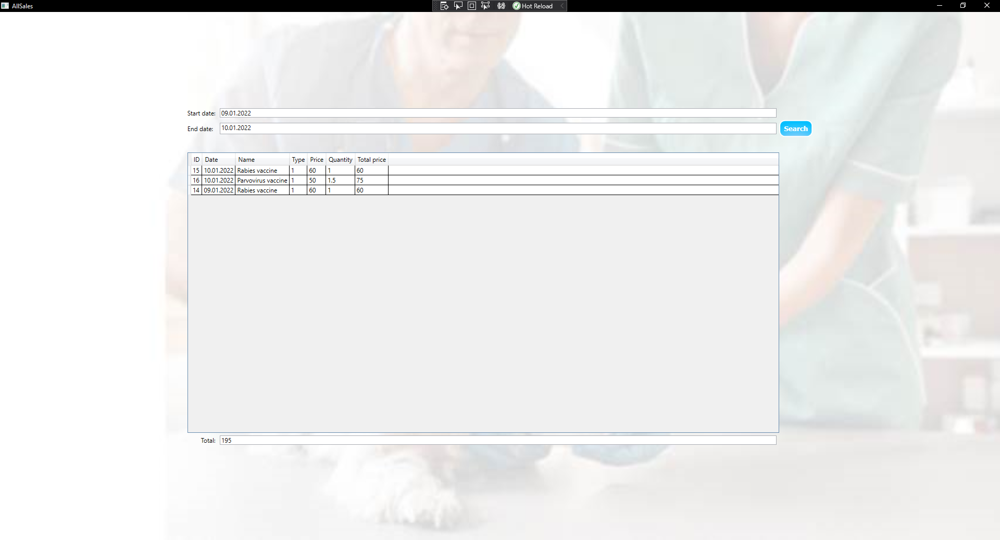 AllSales
Hot Reload
Start date: 09.01.2022
End date: 10.01.2022 Search
ID Date Name Type Price Quantity Total price
15 10.01.2022 Rabies vaccine 1 60 1 60
16 10.01.2022 Parvovirus vaccine 1 50 1.5 75
14 09.01.2022 Rabies vaccine 1 60 1 60
Total: 195